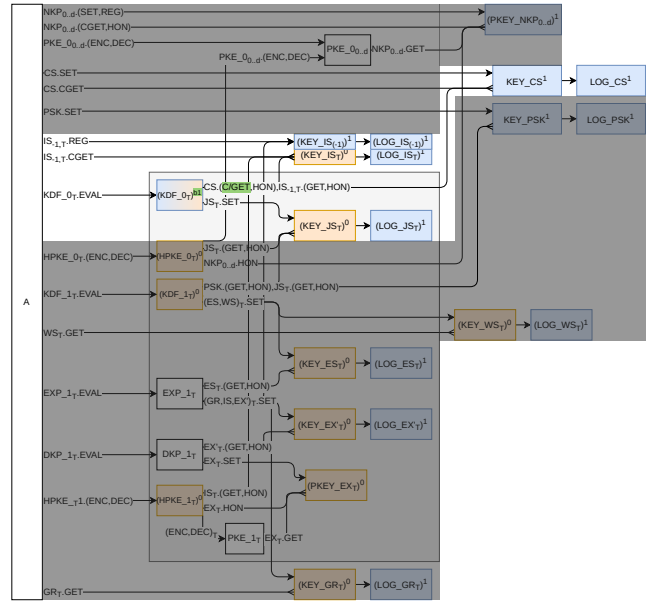 NKP₀..d.(SET,REG)
(PKEY_NKP₀..d)¹
NKP₀..d.(CGET,HON)
PKE_0₀..d.(ENC,DEC)
PKE_0₀..d
NKP₀..d.GET
PKE_0₀..d.(ENC,DEC)
CS.SET
KEY_CS¹
LOG_CS¹
CS.CGET
PSK.SET
KEY_PSK¹
LOG_PSK¹
IS₋₁,T.REG
(KEY_IS(-1))¹
(LOG_IS(-1))¹
IS₋₁,T.CGET
(KEY_IST)⁰
(LOG_IST)¹
KDF_0T.EVAL
(KDF_0T)b1
CS.(C/GET,HON),IS₋₁,T.(GET,HON)
JST.SET
(KEY_JST)⁰
(LOG_JST)¹
HPKE_0T.(ENC,DEC)
(HPKE_0T)⁰
JST.(GET,HON)
NKP₀..d.HON
KDF_1T.EVAL
(KDF_1T)⁰
PSK.(GET,HON),JST.(GET,HON)
(ES,WS)T.SET
A
WST.GET
(KEY_WST)⁰
(LOG_WST)¹
(KEY_EST)⁰
(LOG_EST)¹
EXP_1T.EVAL
EXP_1T
EST.(GET,HON)
(GR,IS,EX')T.SET
(KEY_EX'T)⁰
(LOG_EX'T)¹
DKP_1T.EVAL
DKP_1T
EX'T.(GET,HON)
EXT.SET
(PKEY_EXT)⁰
HPKE_T1.(ENC,DEC)
(HPKE_1T)⁰
IST.(GET,HON)
EXT.HON
(ENC,DEC)T
PKE_1T
EXT.GET
GRT.GET
(KEY_GRT)⁰
(LOG_GRT)¹